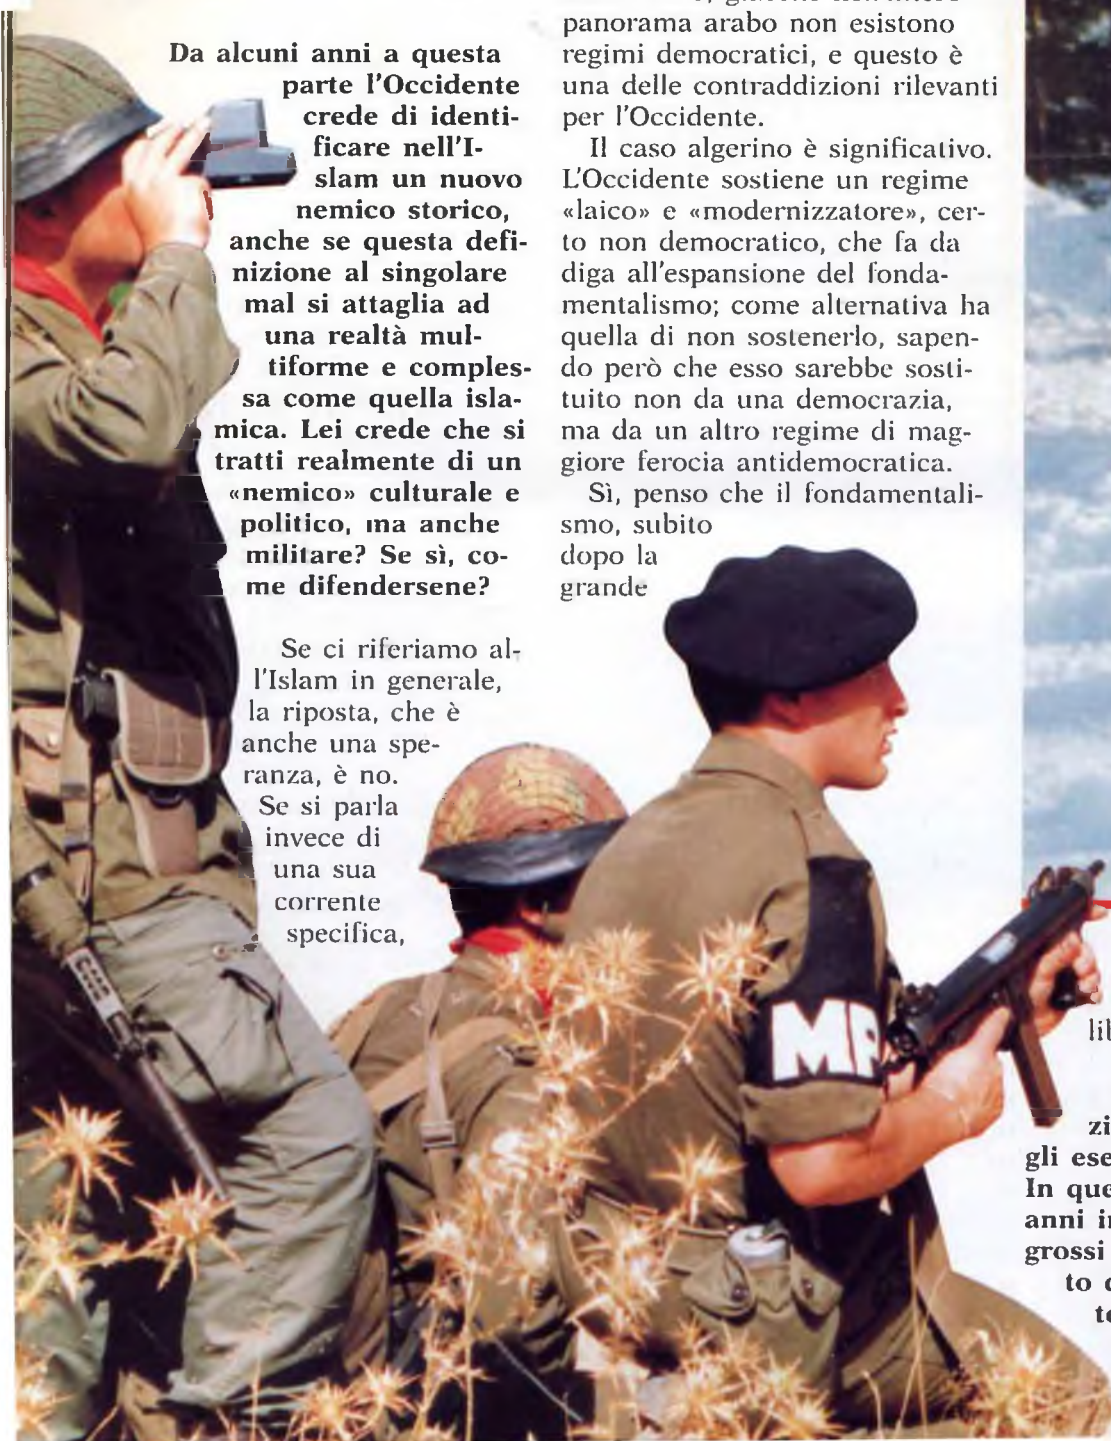 Da alcuni anni a questa
parte l'Occidente
crede di identi-
ficare nell'I-
slam un nuovo
nemico storico,
anche se questa defi-
nizione al singolare
mal si attaglia ad
una realtà mul-
tiforme e comples-
sa come quella isla-
mica. Lei crede che si
tratti realmente di un
«nemico» culturale e
politico, ma anche
militare? Se sì, co-
me difendersene?
Se ci riferiamo al-
l'Islam in generale,
la riposta, che è
anche una spe-
ranza, è no.
Se si parla
invece di
una sua
corrente
specifica,
panorama arabo non esistono
regimi democratici, e questo è
una delle contraddizioni rilevanti
per l'Occidente.
Il caso algerino è significativo.
L'Occidente sostiene un regime
«laico» e «modernizzatore», cer-
to non democratico, che fa da
diga all'espansione del fonda-
mentalismo; come alternativa ha
quella di non sostenerlo, sapen-
do però che esso sarebbe sosti-
tuito non da una democrazia,
ma da un altro regime di mag-
giore ferocia antidemocratica.
Sì, penso che il fondamentali-
smo, subito
dopo la
grande
MP
gli
In
anni
grossi
to